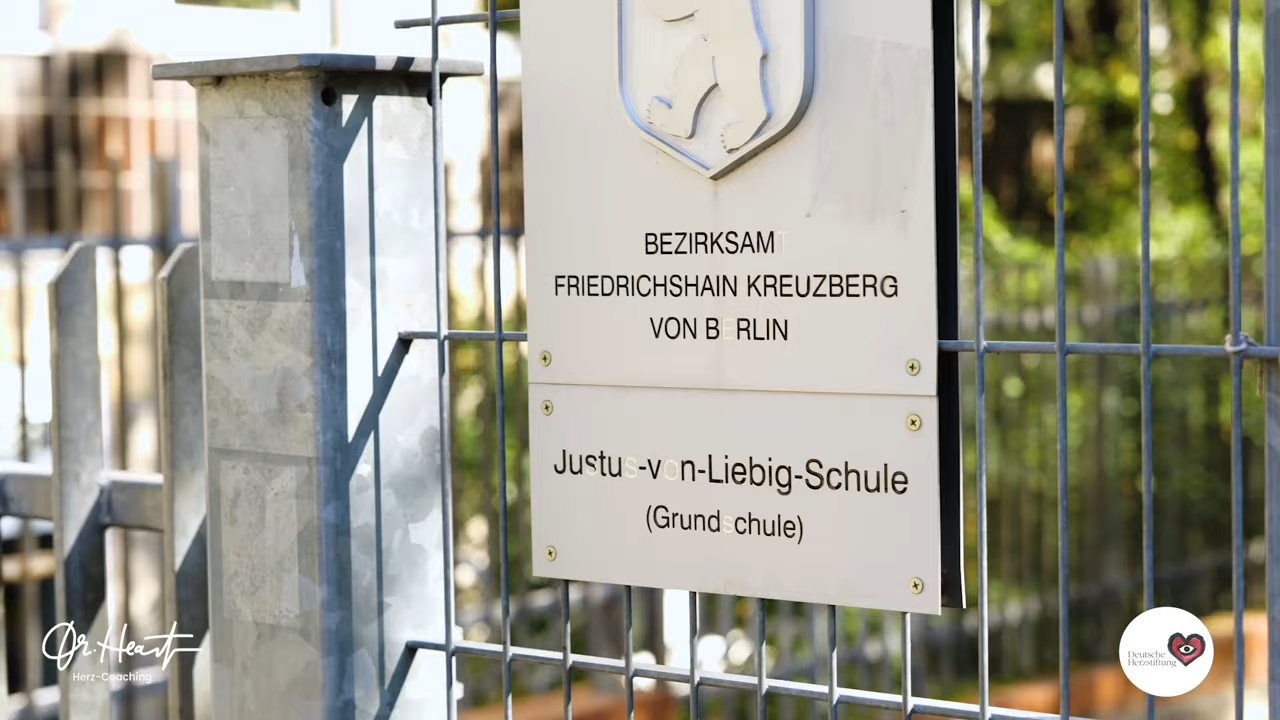 BEZIRKSAMT
FRIEDRICHSHAIN KREUZBERG
VON BERLIN
Justus-von-Liebig-Schule
(Grundschule)
Dr. Heart
Herz-Coaching
Deutsche
Herzstiftung